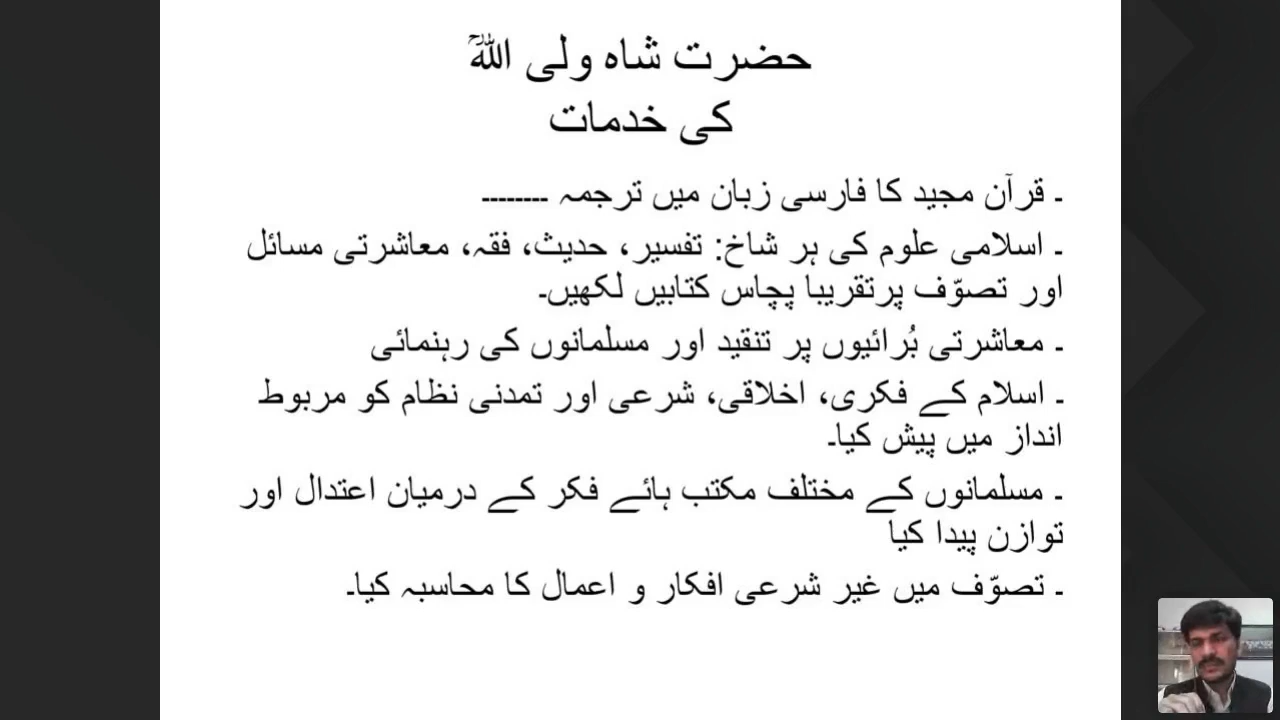 حضرت شاہ ولی اللہؒ
کی خدمات
۔ قرآن مجید کا فارسی زبان میں ترجمہ --------
۔ اسلامی علوم کی ہر شاخ: تفسیر، حدیث، فقہ، معاشرتی مسائل
اور تصوّف پرتقریبا پچاس کتابیں لکھیں۔
۔ معاشرتی بُرائیوں پر تنقید اور مسلمانوں کی رہنمائی
۔ اسلام کے فکری، اخلاقی، شرعی اور تمدنی نظام کو مربوط
انداز میں پیش کیا۔
۔ مسلمانوں کے مختلف مکتب ہائے فکر کے درمیان اعتدال اور
توازن پیدا کیا
۔ تصوّف میں غیر شرعی افکار و اعمال کا محاسبہ کیا۔